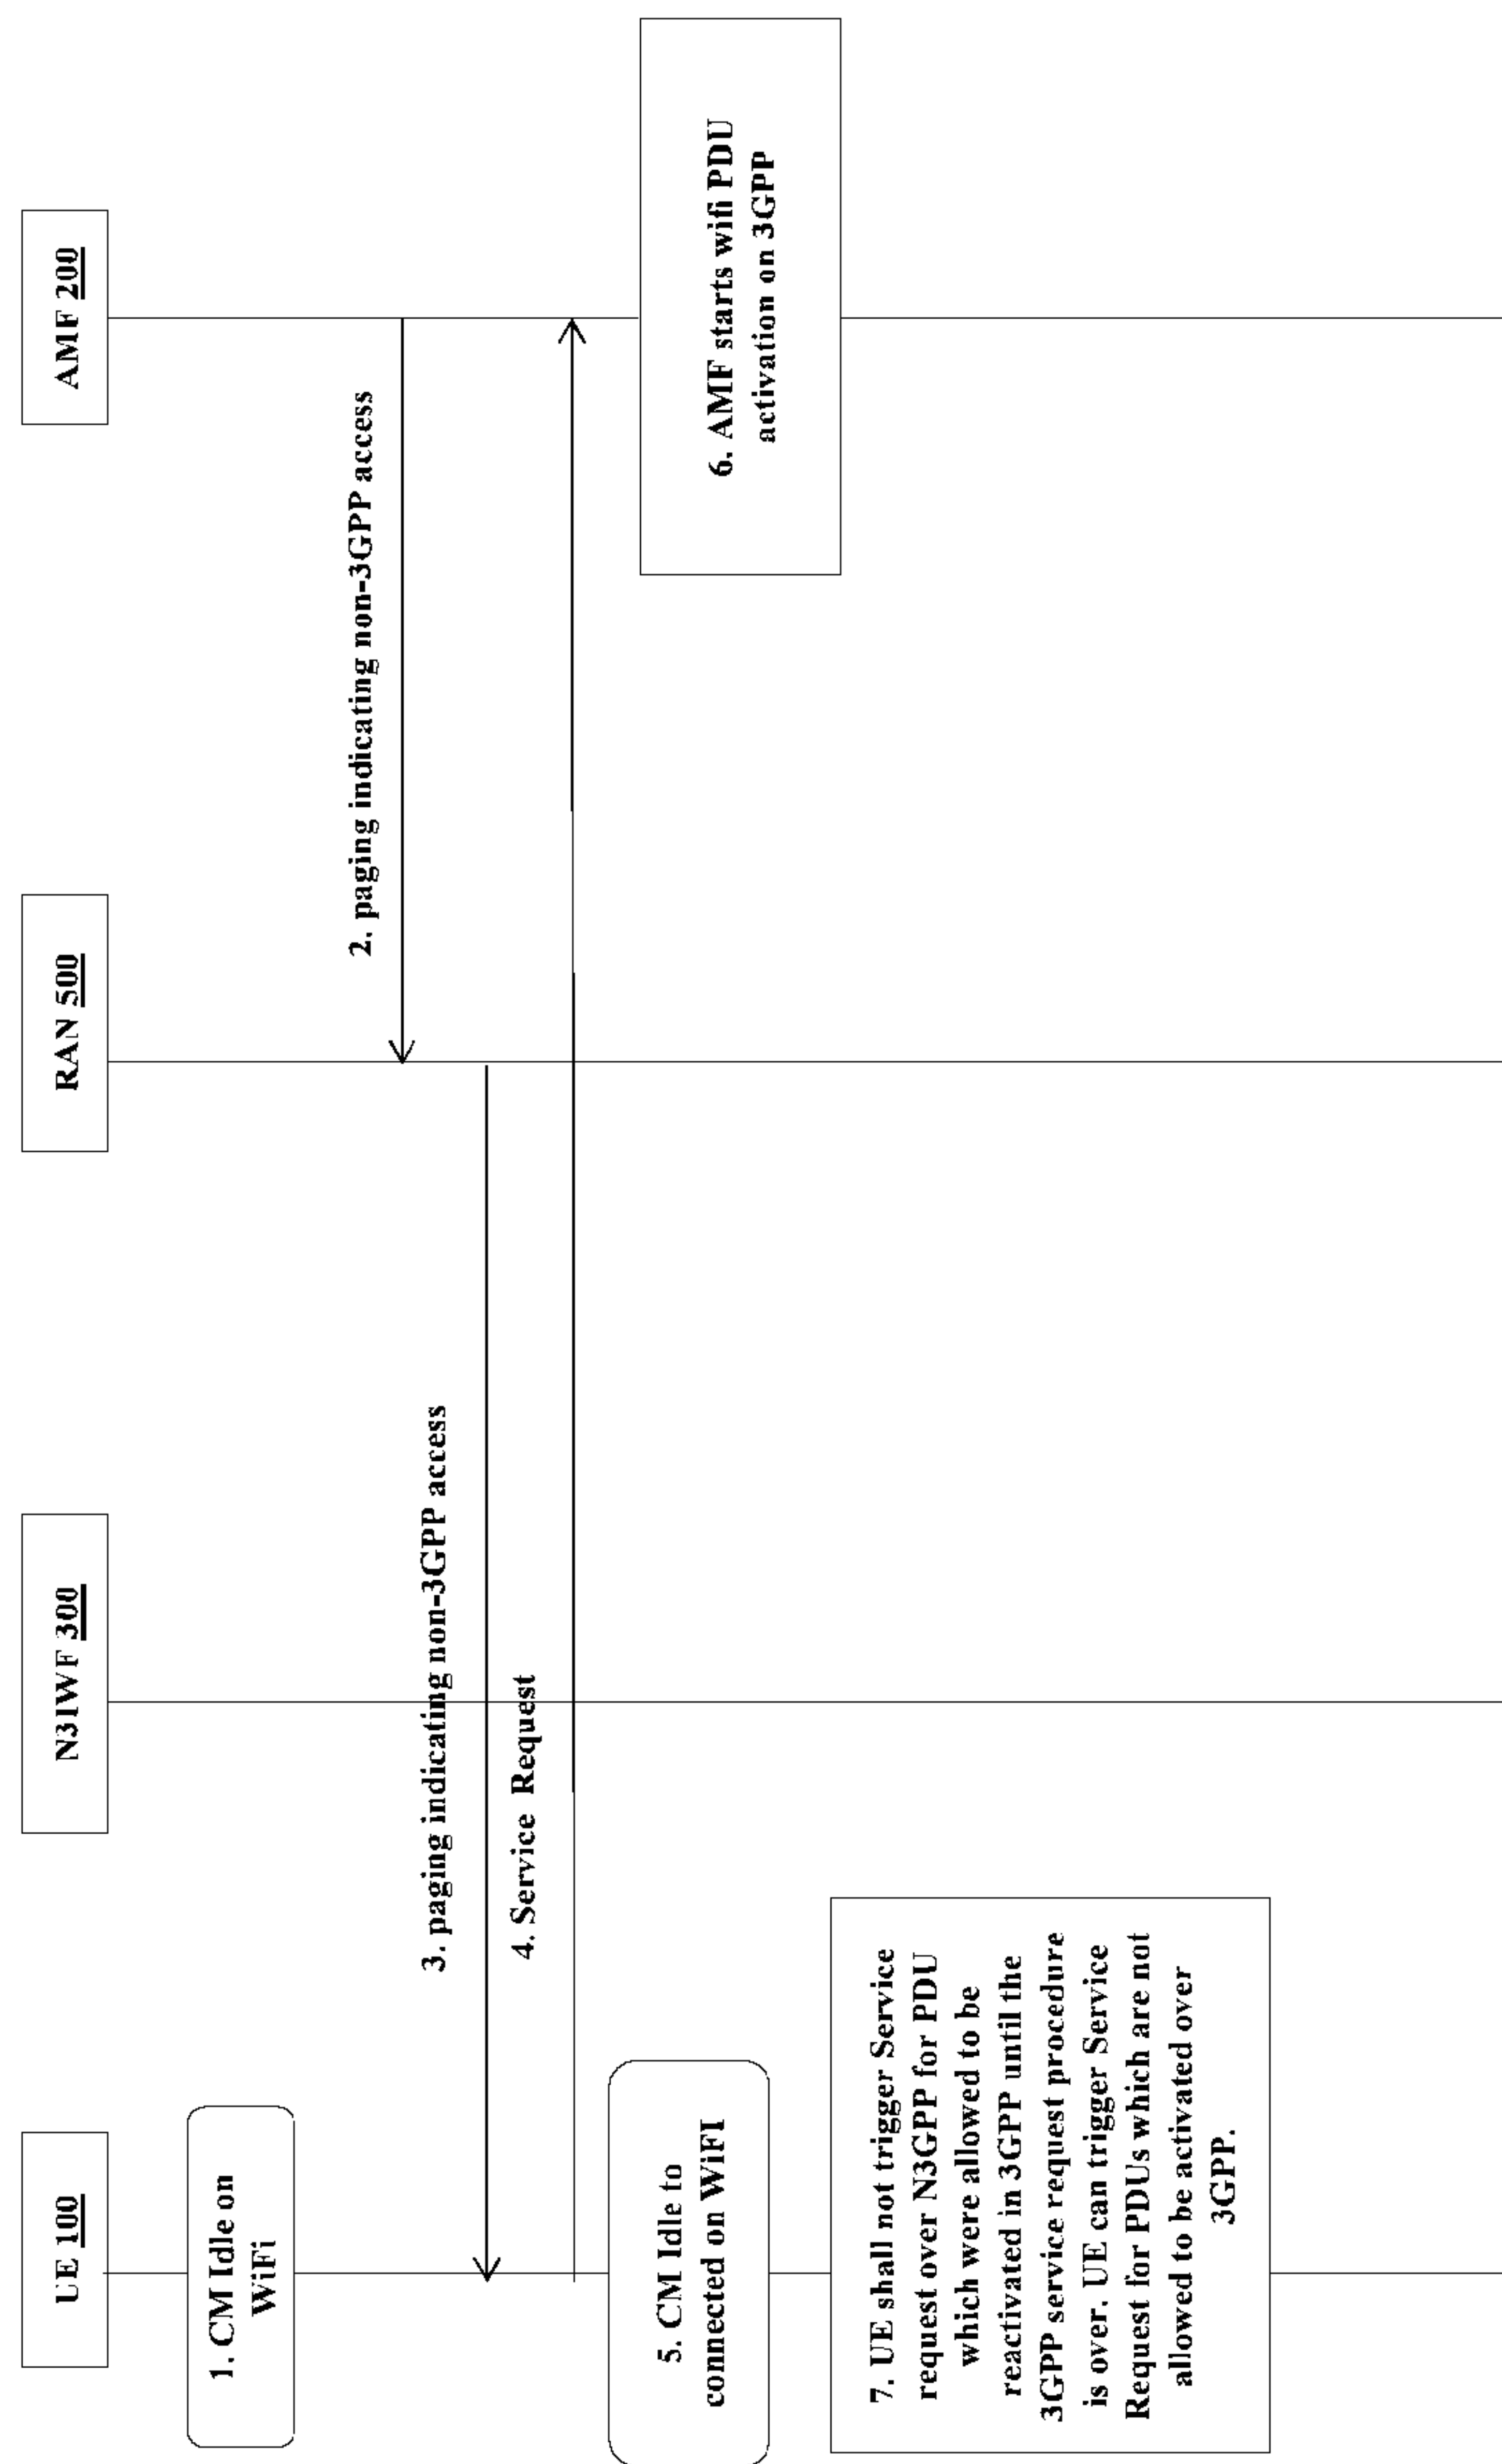 UE 100
N3IWF 300
RAN 500
AMF 200
1. CM Idle on
WiFi
2. paging indicating non-3GPP access
3. paging indicating non-3GPP access
4. Service Request
5. CM Idle to
connected on WiFI
6. AMF starts wifi PDU
activation on 3GPP
7. UE shall not trigger Service
request over N3GPP for PDU
which were allowed to be
reactivated in 3GPP until the
3GPP service request procedure
is over. UE can trigger Service
Request for PDUs which are not
allowed to be activated over
3GPP.